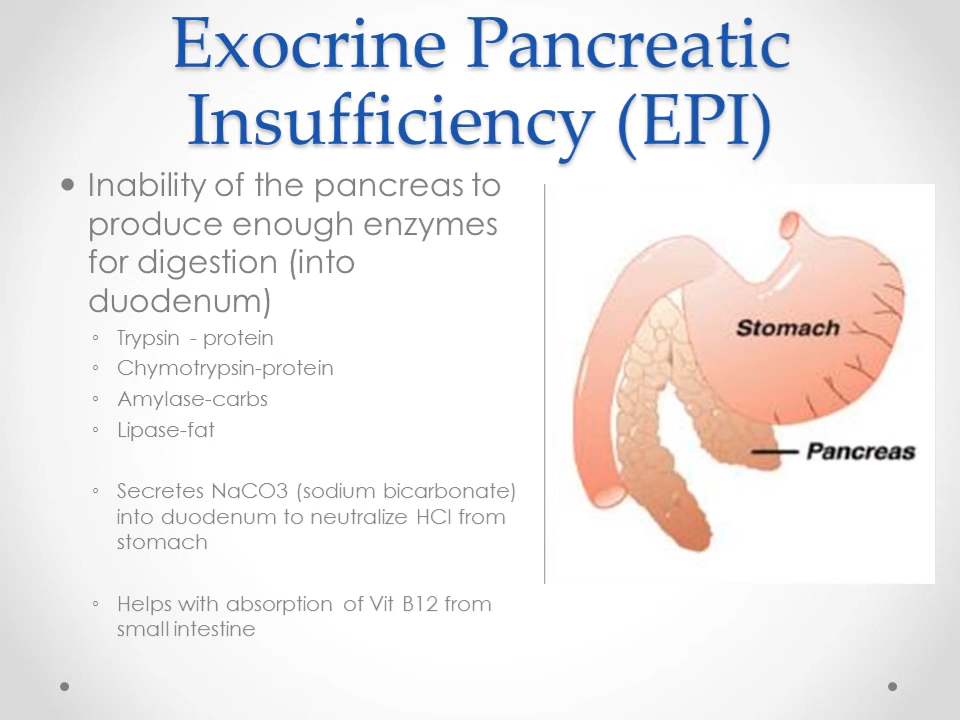 Exocrine Pancreatic
Insufficiency (EPI)
• Inability of the pancreas to
produce enough enzymes
for digestion (into
duodenum)
◦ Trypsin - protein
◦ Chymotrypsin-protein
◦ Amylase-carbs
◦ Lipase-fat
◦ Secretes NaCO3 (sodium bicarbonate)
into duodenum to neutralize HCl from
stomach
◦ Helps with absorption of Vit B12 from
small intestine
Stomach
Pancreas